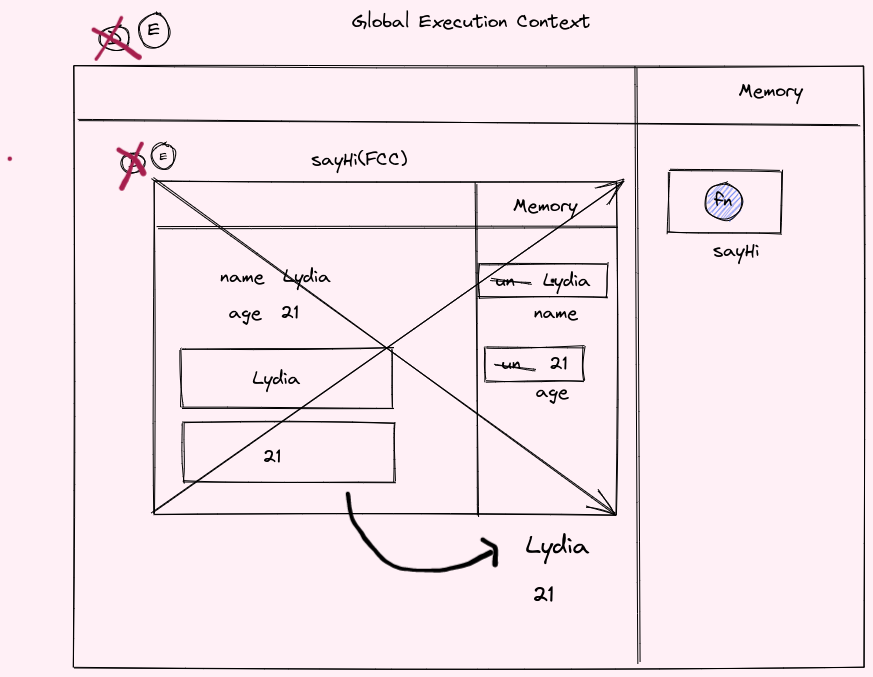 Global Execution Context
E
Memory
E
sayHi(FCC)
fn
sayHi
Memory
name Lydia
age 21
un Lydia
name
un 21
age
Lydia
21
Lydia
21